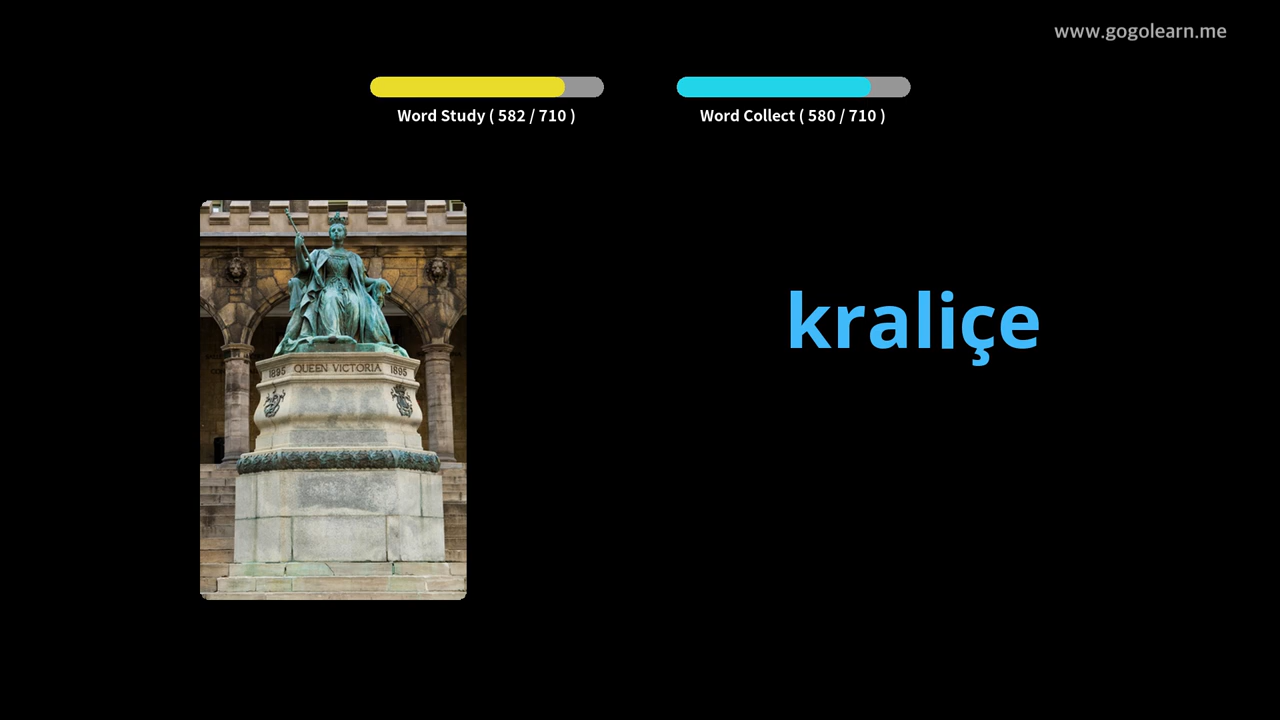 www.gogolearn.me
Word Study ( 582 / 710 )
Word Collect ( 580 / 710 )
kraliçe
1895 QUEEN VICTORIA 1895